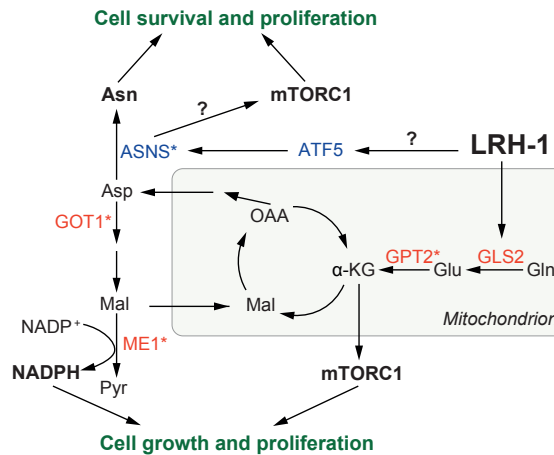 Cell survival and proliferation
Asn
mTORC1
?
ASNS*
ATF5
?
LRH-1
Asp
OAA
GOT1*
α-KG
GPT2*
Glu
GLS2
Gln
Mal
Mal
Mitochondrion
NADP+
ME1*
NADPH
Pyr
mTORC1
Cell growth and proliferation